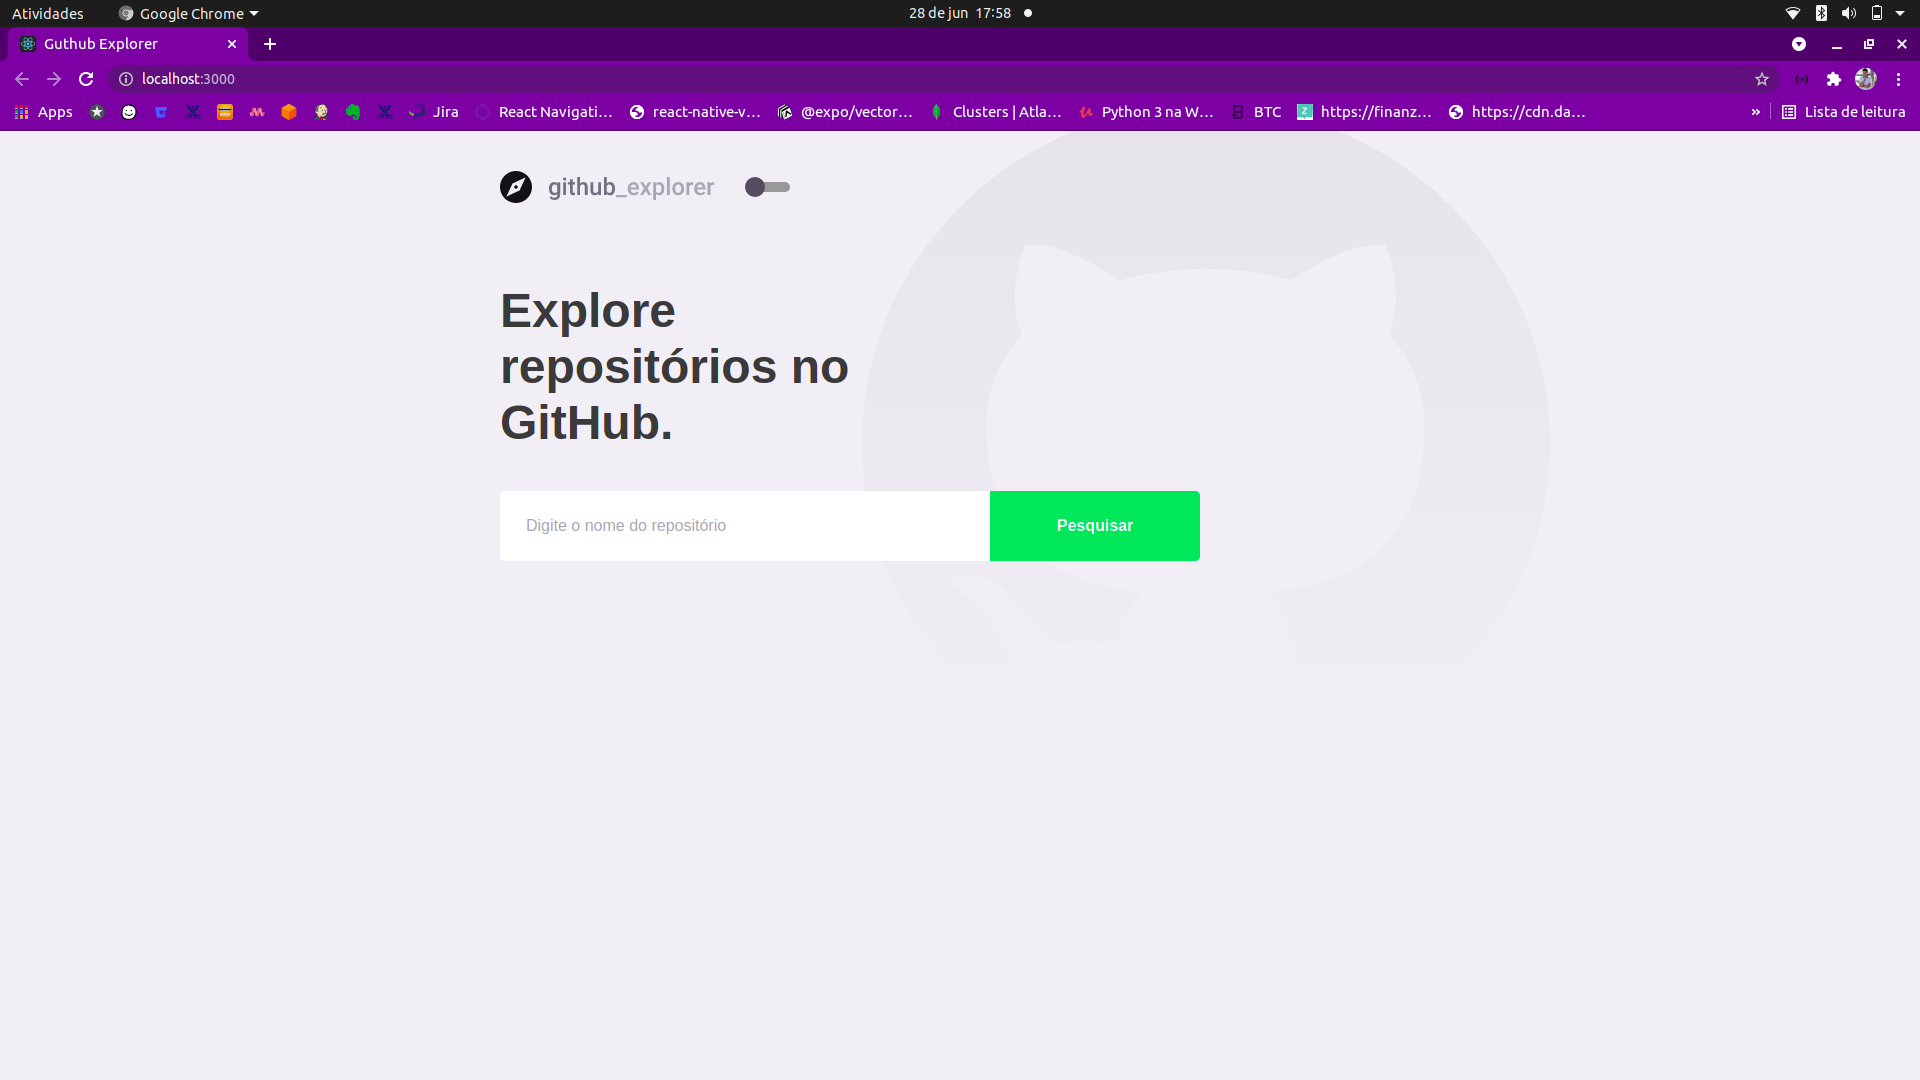 Atividades Google Chrome 28 de jun 17:58
Guthub Explorer
localhost:3000
Apps Jira React Navigati... react-native-v... @expo/vector... Clusters | Atla... Python 3 na W... BTC https://finanz... https://cdn.da... » Lista de leitura
github_explorer
Explore
repositórios no
GitHub.
Digite o nome do repositório Pesquisar